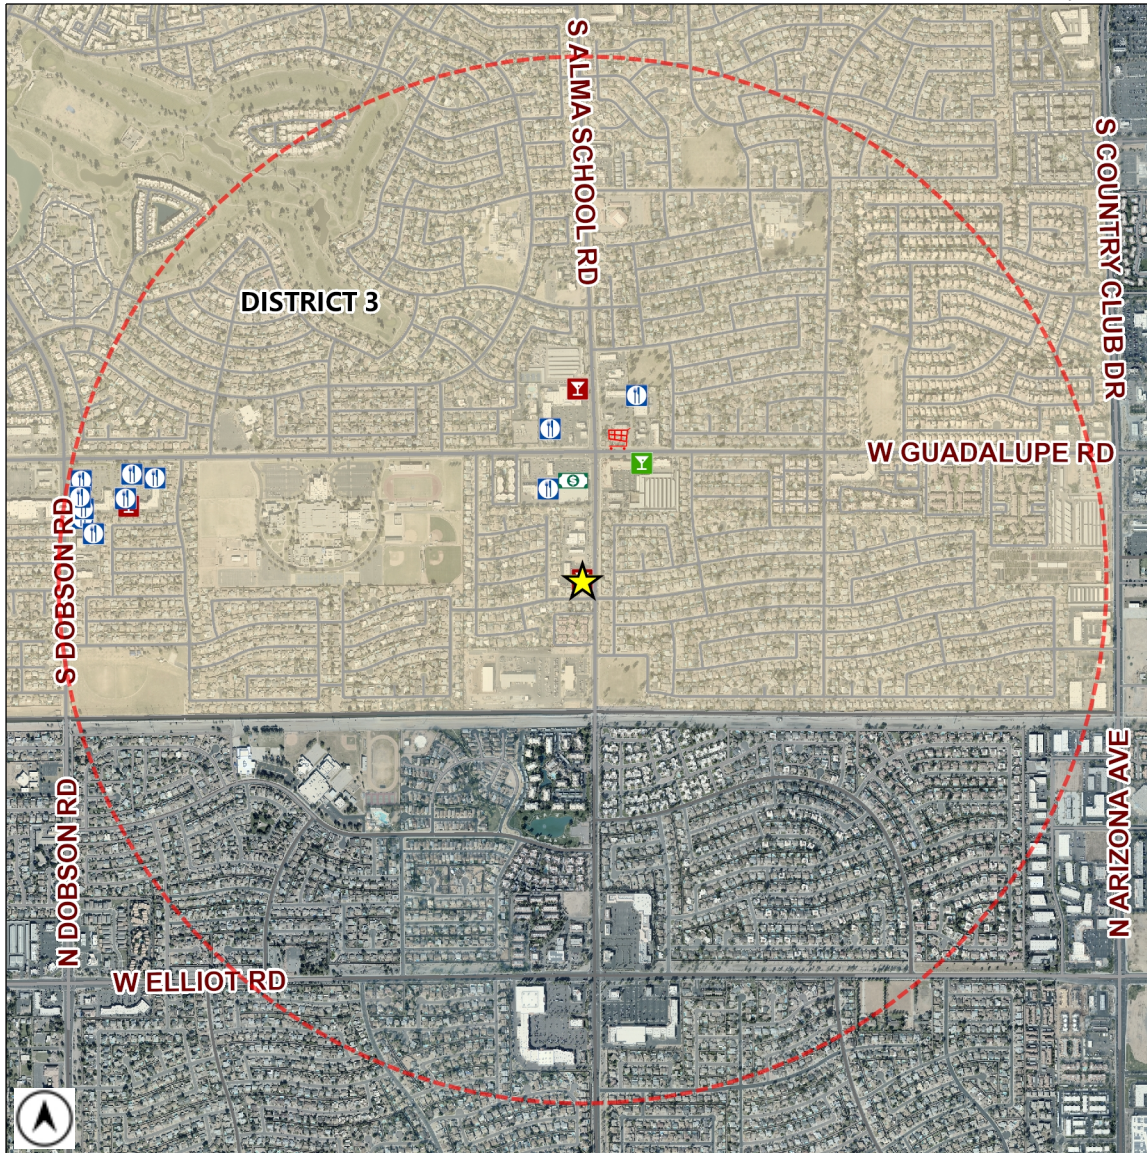 S ALMA SCHOOL RD
S COUNTRY CLUB DR
DISTRICT 3
W GUADALUPE RD
S DOBSON RD
N DOBSON RD
N ARIZONA AVE
W ELLIOT RD